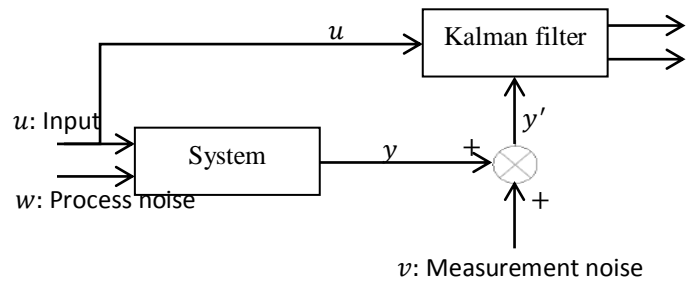 u
Kalman filter
u: Input
y′
System
y
+
w: Process noise
+
v: Measurement noise